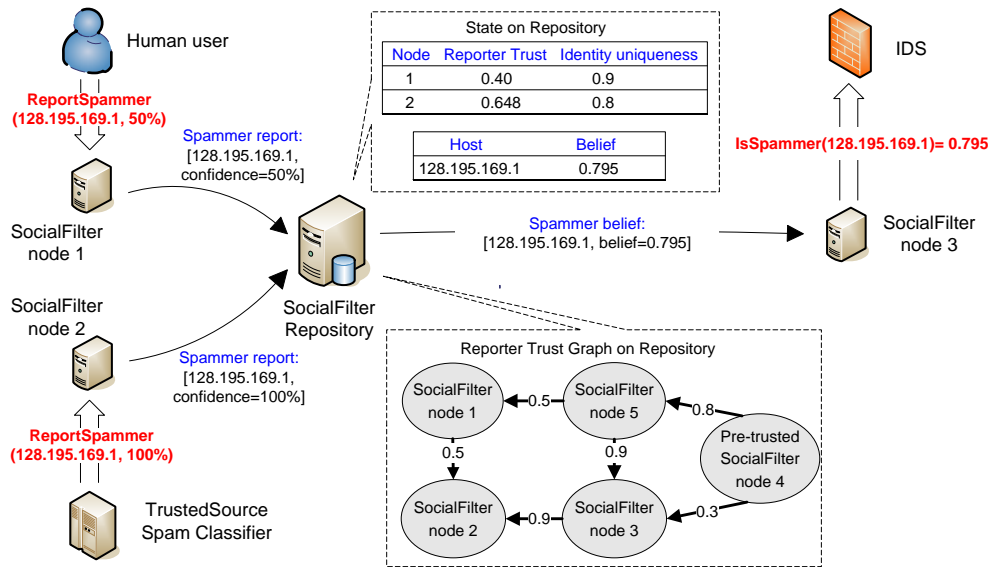 Human user
ReportSpammer
(128.195.169.1, 50%)
Spammer report:
[128.195.169.1,
confidence=50%]
SocialFilter
node 1
State on Repository
Node Reporter Trust Identity uniqueness
1 0.40 0.9
2 0.648 0.8
Host Belief
128.195.169.1 0.795
IDS
IsSpammer(128.195.169.1)= 0.795
SocialFilter
node 3
Spammer belief:
[128.195.169.1, belief=0.795]
SocialFilter
Repository
SocialFilter
node 2
Spammer report:
[128.195.169.1,
confidence=100%]
ReportSpammer
(128.195.169.1, 100%)
TrustedSource
Spam Classifier
Reporter Trust Graph on Repository
SocialFilter
node 1
0.5
SocialFilter
node 5
0.8
Pre-trusted
SocialFilter
node 4
0.5
0.9
SocialFilter
node 2
0.9
SocialFilter
node 3
0.3